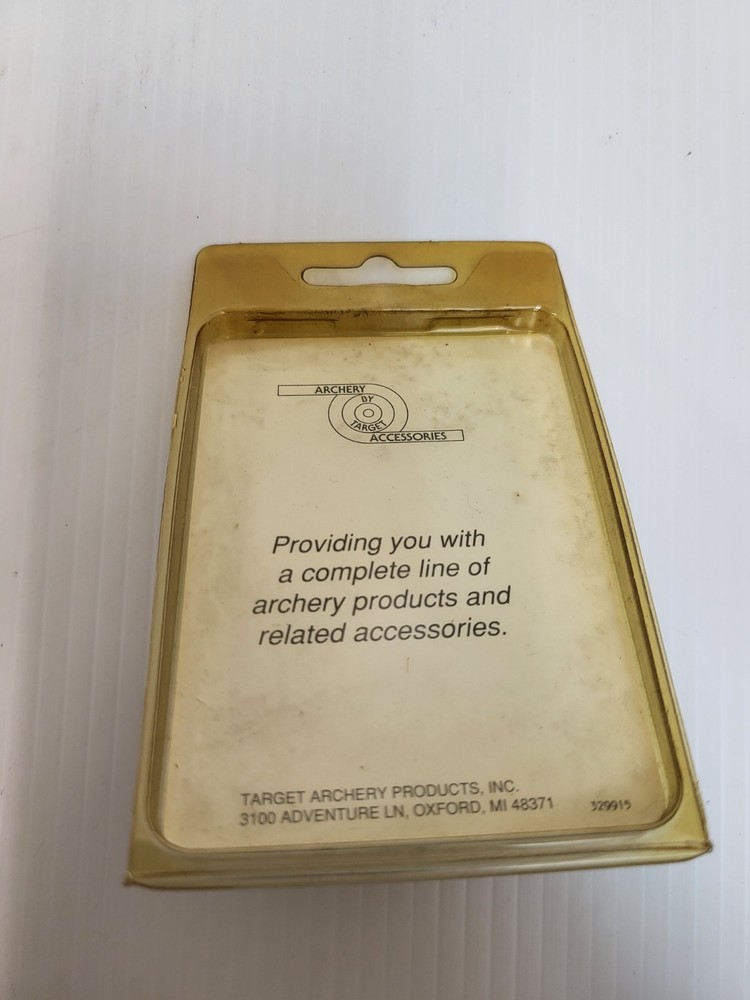 ARCHERY
BY
TARGET
ACCESSORIES
Providing you with
a complete line of
archery products and
related accessories.
TARGET ARCHERY PRODUCTS, INC.
3100 ADVENTURE LN, OXFORD, MI 48371
329915